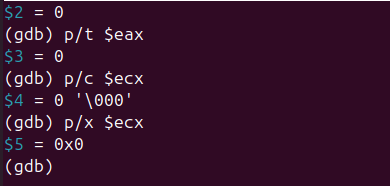 $2 = 0
(gdb) p/t $eax
$3 = 0
(gdb) p/c $ecx
$4 = 0 '\000'
(gdb) p/x $ecx
$5 = 0x0
(gdb)